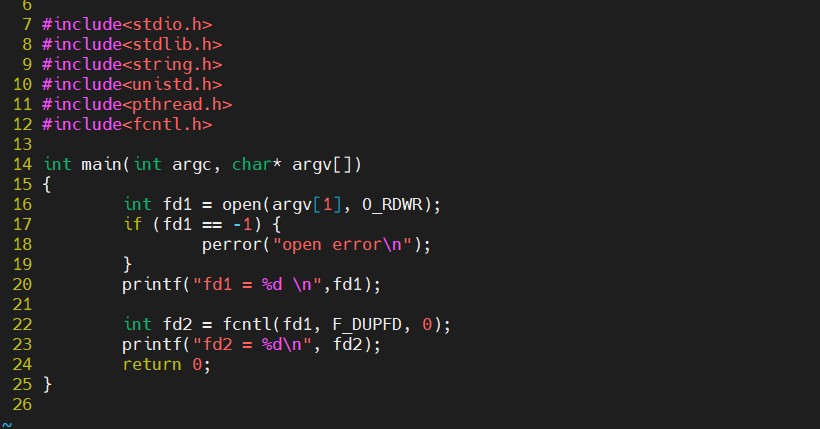 6
7 #include<stdio.h>
8 #include<stdlib.h>
9 #include<string.h>
10 #include<unistd.h>
11 #include<pthread.h>
12 #include<fcntl.h>
13
14 int main(int argc, char* argv[])
15 {
16         int fd1 = open(argv[1], O_RDWR);
17         if (fd1 == -1) {
18                 perror("open error\n");
19         }
20         printf("fd1 = %d \n",fd1);
21
22         int fd2 = fcntl(fd1, F_DUPFD, 0);
23         printf("fd2 = %d\n", fd2);
24         return 0;
25 }
26
~